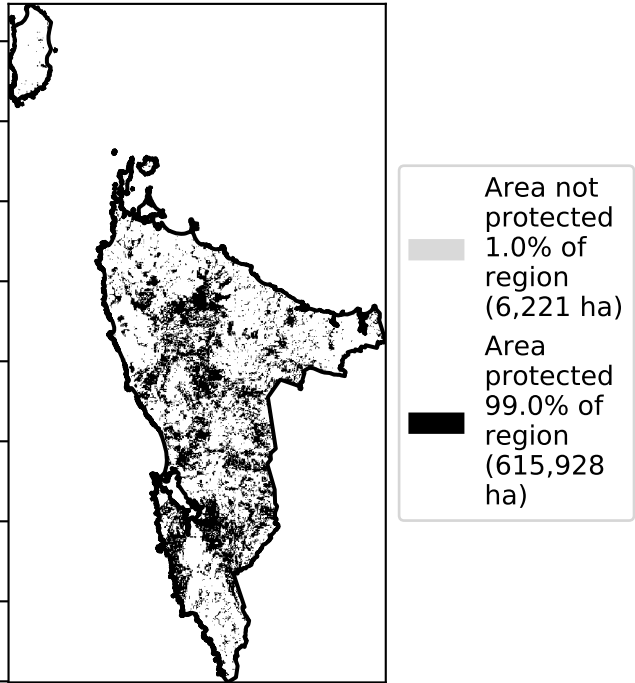 Area not
protected
1.0% of
region
(6,221 ha)
Area
protected
99.0% of
region
(615,928
ha)